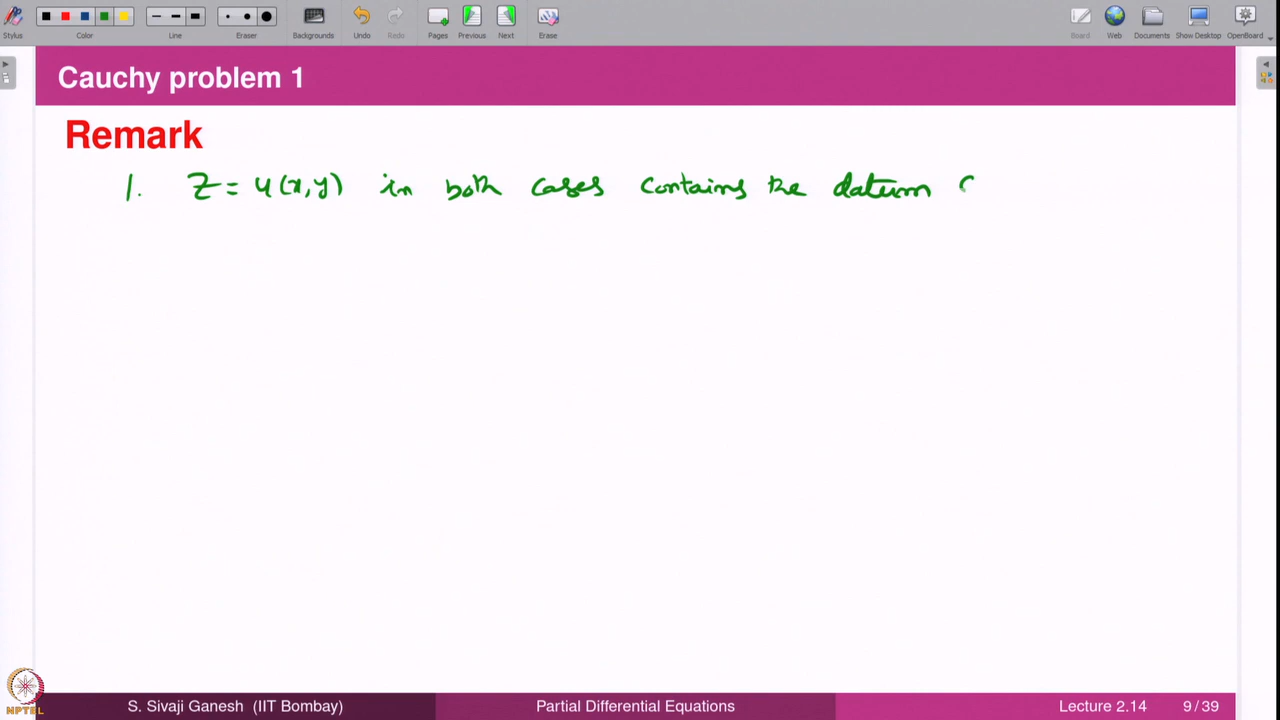 Stylus
Color
Line
Eraser
Backgrounds
Undo
Redo
Pages
Previous
Next
Erase
Board
Web
Documents
Show Desktop
OpenBoard
Cauchy problem 1
Remark
1. Z = u(x,y) in both cases contains the datum
NPTEL
S. Sivaji Ganesh (IIT Bombay)
Partial Differential Equations
Lecture 2.14
9 / 39